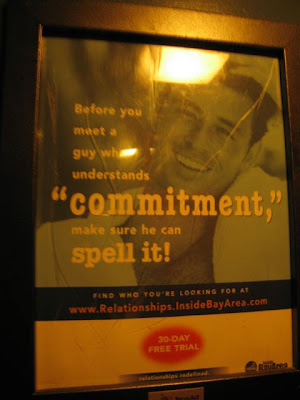 Before you
meet a
guy who
understands
“commitment,”
make sure he can
spell it!
FIND WHO YOU'RE LOOKING FOR AT
www.Relationships.InsideBayArea.com
30-DAY
FREE TRIAL
relationships redefined
BayArea